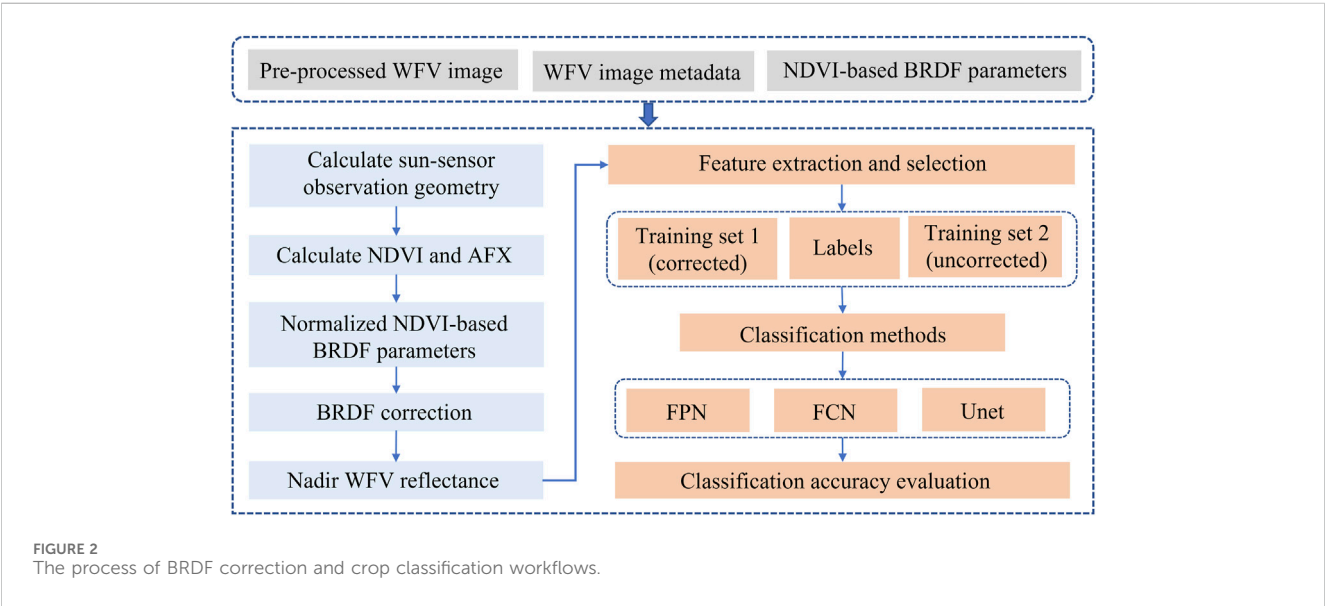 Pre-processed WFV image
WFV image metadata
NDVI-based BRDF parameters
Calculate sun-sensor
observation geometry
Calculate NDVI and AFX
Normalized NDVI-based
BRDF parameters
BRDF correction
Nadir WFV reflectance
Feature extraction and selection
Training set 1
(corrected)
Labels
Training set 2
(uncorrected)
Classification methods
FPN
FCN
Unet
Classification accuracy evaluation
FIGURE 2
The process of BRDF correction and crop classification workflows.